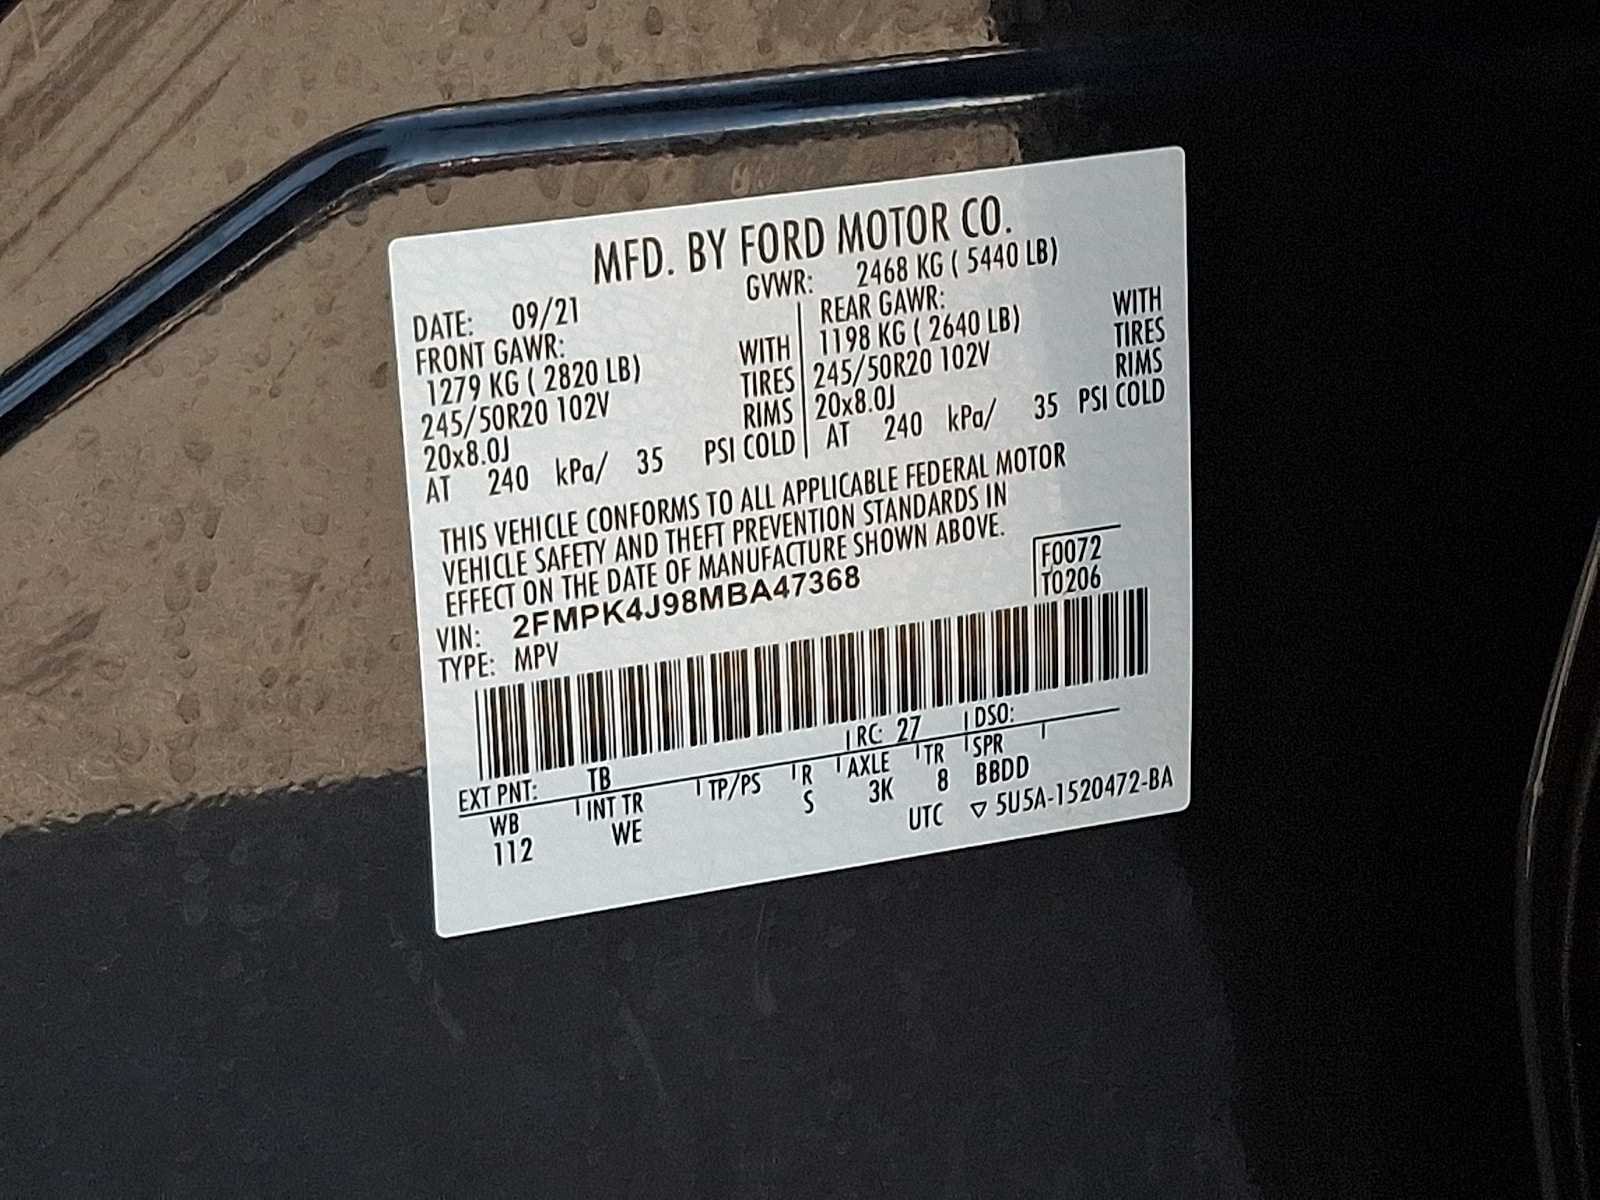 MFD. BY FORD MOTOR CO.
DATE: 09/21 GVWR: 2468 KG ( 5440 LB)
FRONT GAWR: REAR GAWR:
1279 KG ( 2820 LB) WITH 1198 KG ( 2640 LB) WITH
245/50R20 102V TIRES 245/50R20 102V TIRES
20x8.0J RIMS 20x8.0J RIMS
AT 240 kPa/ 35 PSI COLD AT 240 kPa/ 35 PSI COLD
THIS VEHICLE CONFORMS TO ALL APPLICABLE FEDERAL MOTOR
VEHICLE SAFETY AND THEFT PREVENTION STANDARDS IN
EFFECT ON THE DATE OF MANUFACTURE SHOWN ABOVE.
VIN: 2FMPK4J98MBA47368 F0072
TYPE: MPV T0206
EXT PNT: TB RC: 27 DSO:
WB INT TR TP/PS R AXLE TR SPR
112 WE S 3K 8 BBDD
UTC ▽ 5U5A-1520472-BA